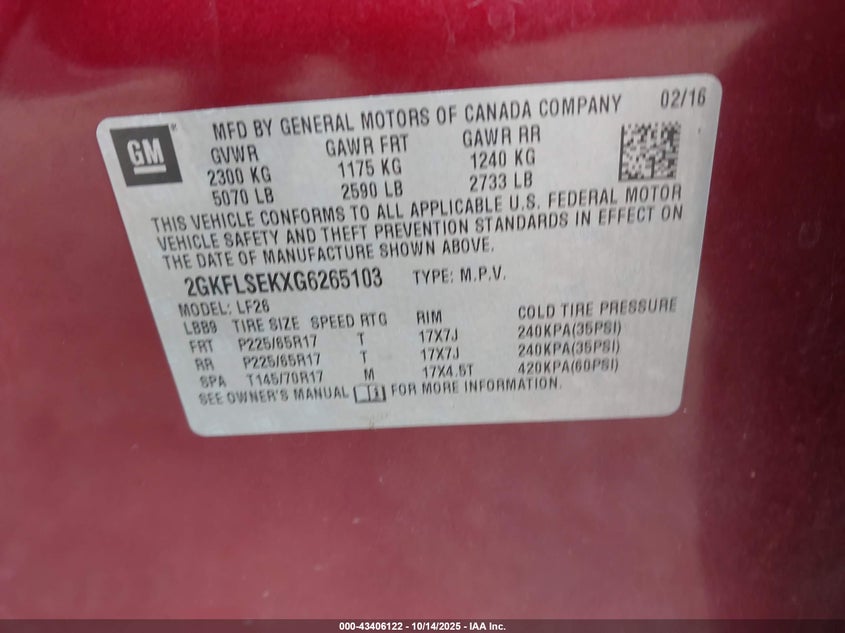 GM
MFD BY GENERAL MOTORS OF CANADA COMPANY 02/16
GVWR GAWR FRT GAWR RR
2300 KG 1175 KG 1240 KG
5070 LB 2590 LB 2733 LB
THIS VEHICLE CONFORMS TO ALL APPLICABLE U.S. FEDERAL MOTOR
VEHICLE SAFETY AND THEFT PREVENTION STANDARDS IN EFFECT ON
THE DATE OF MANUFACTURE SHOWN ABOVE.
2GKFLSEKXG6265103 TYPE: M.P.V.
MODEL: LF26
LBB9 TIRE SIZE SPEED RTG RIM COLD TIRE PRESSURE
FRT P225/65R17 T 17X7J 240KPA(35PSI)
RR P225/65R17 T 17X7J 240KPA(35PSI)
SPA T145/70R17 M 17X4.5T 420KPA(60PSI)
SEE OWNER'S MANUAL FOR MORE INFORMATION.
000-43406122 - 10/14/2025 - IAA Inc.